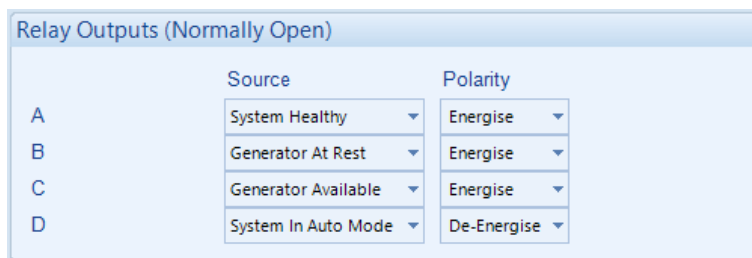 Relay Outputs (Normally Open)
Source Polarity
A System Healthy Energise
B Generator At Rest Energise
C Generator Available Energise
D System In Auto Mode De-Energise